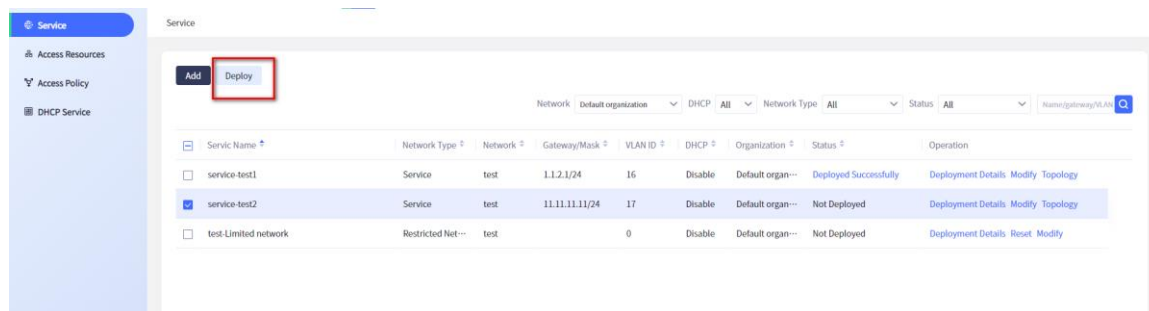 Service
Service
Access Resources
Access Policy
DHCP Service
Add Deploy
Network Default organization DHCP All Network Type All Status All Name/gateway/VLAN
Servic Name Network Type Network Gateway/Mask VLAN ID DHCP Organization Status Operation
service-test1 Service test 1.1.2.1/24 16 Disable Default organ··· Deployed Successfully Deployment Details Modify Topology
service-test2 Service test 11.11.11.11/24 17 Disable Default organ··· Not Deployed Deployment Details Modify Topology
test-Limited network Restricted Net··· test 0 Disable Default organ··· Not Deployed Deployment Details Reset Modify